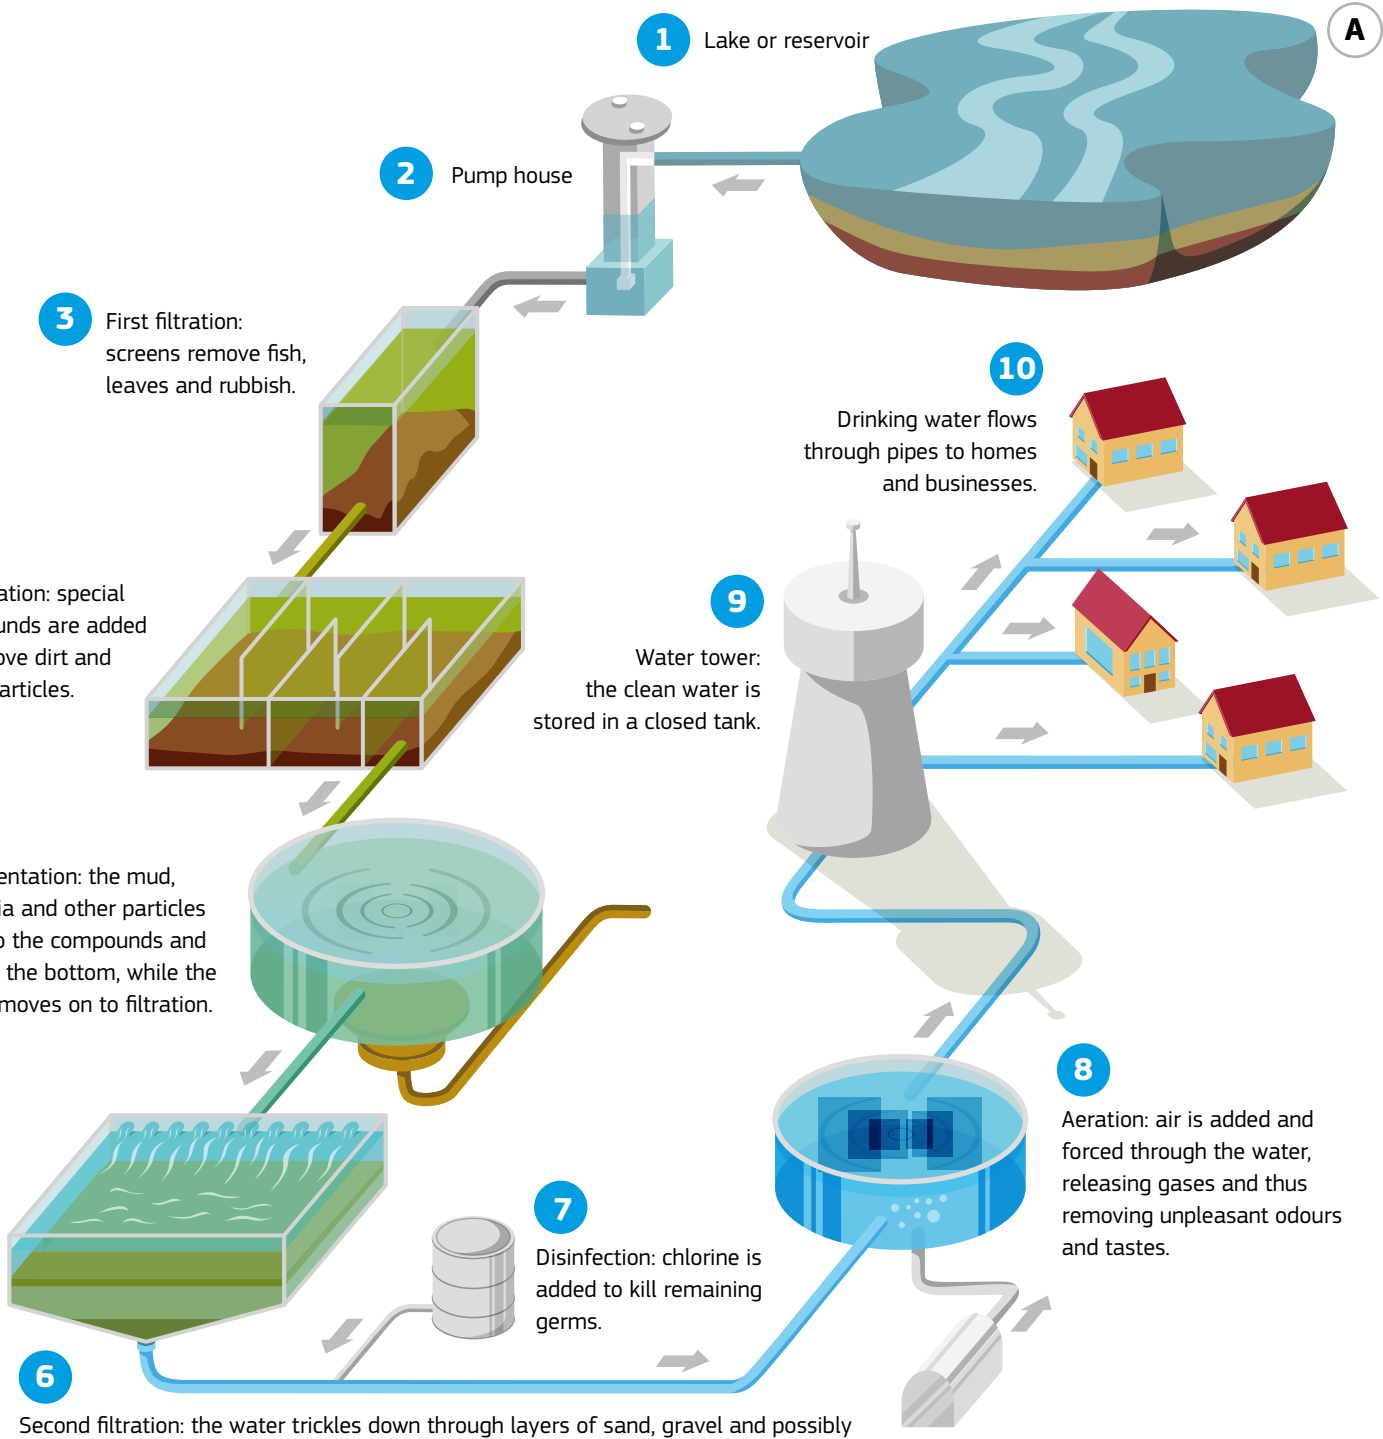 A
1 Lake or reservoir
2 Pump house
3 First filtration:
screens remove fish,
leaves and rubbish.
ation: special
unds are added
ove dirt and
articles.
entation: the mud,
ia and other particles
o the compounds and
the bottom, while the
moves on to filtration.
6
Second filtration: the water trickles down through layers of sand, gravel and possibly
7
Disinfection: chlorine is
added to kill remaining
germs.
8
Aeration: air is added and
forced through the water,
releasing gases and thus
removing unpleasant odours
and tastes.
9
Water tower:
the clean water is
stored in a closed tank.
10
Drinking water flows
through pipes to homes
and businesses.